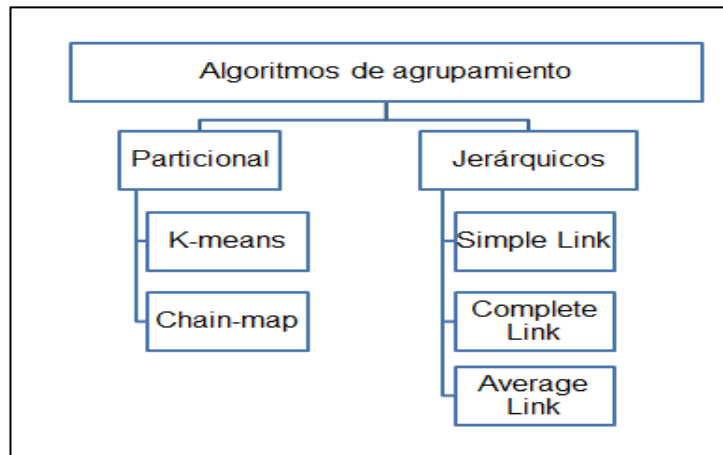 Algoritmos de agrupamiento
Particional
Jerárquicos
K-means
Chain-map
Simple Link
Complete
Link
Average
Link